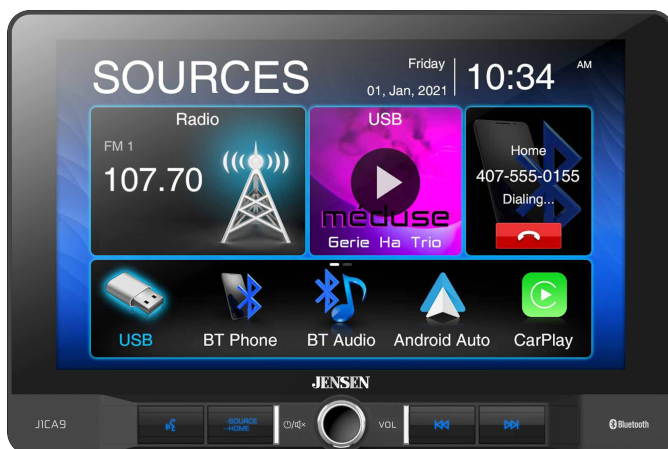 SOURCES
Friday
01, Jan, 2021
10:34 AM
Radio
FM 1
107.70
USB
méduse
Gerie Ha Trio
Home
407-555-0155
Dialing...
USB
BT Phone
BT Audio
Android Auto
CarPlay
JENSEN
J1CA9
SOURCE
HOME
VOL
Bluetooth